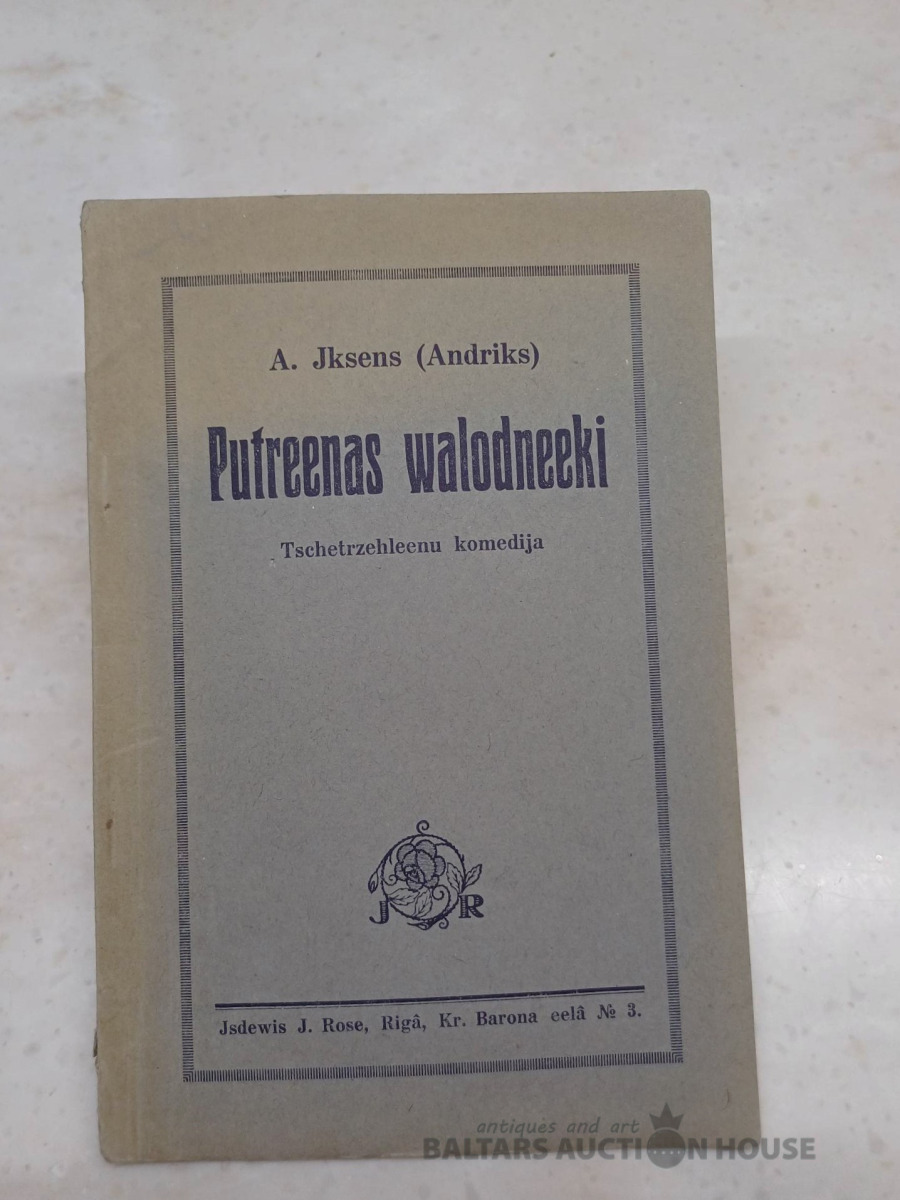 A. Jksens (Andriks)
Putreenas walodneeki
Tschetrzehleenu komedija
J R
Jsdewis J. Rose, Rigâ, Kr. Barona eelâ № 3.
antiques and art
BALTARS AUCTION HOUSE